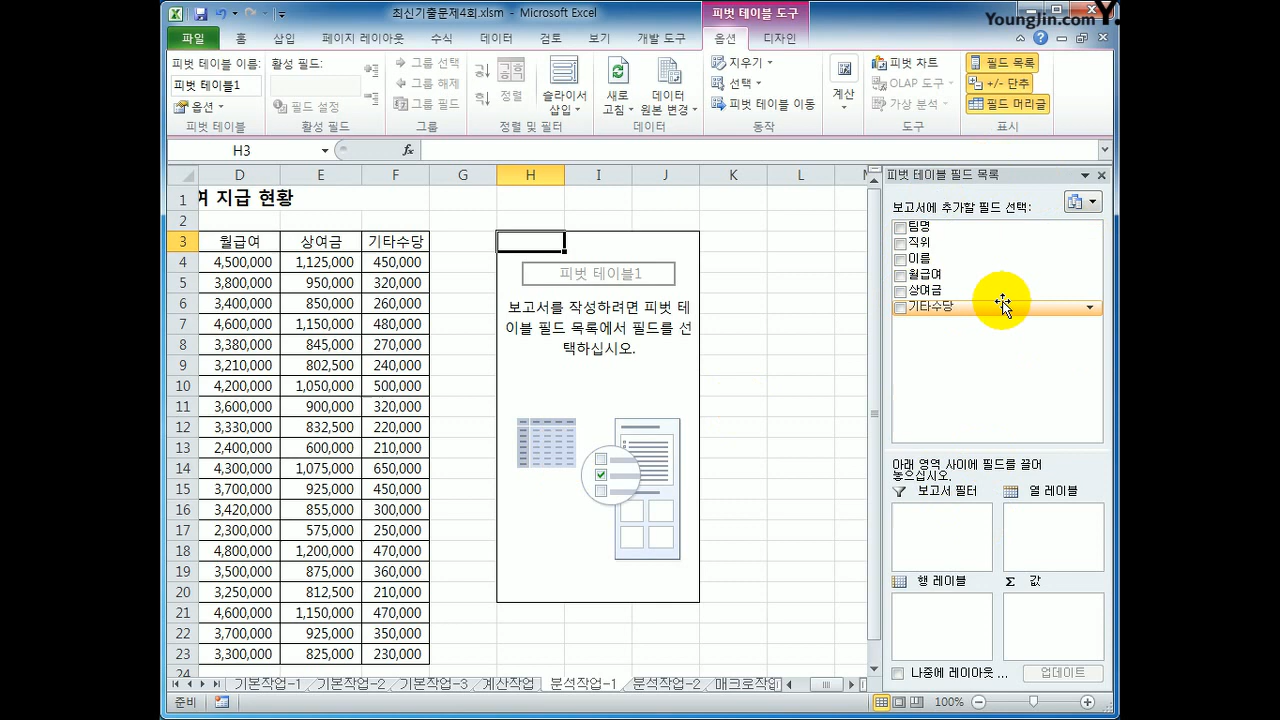 최신기출문제4회.xlsm - Microsoft Excel
피벗 테이블 도구
YoungJin.com Y.
파일 홈 삽입 페이지 레이아웃 수식 데이터 검토 보기 개발 도구 옵션 디자인
피벗 테이블 이름: 활성 필드: 그룹 선택 지우기 피벗 차트 필드 목록
피벗 테이블1 그룹 해제 선택 OLAP 도구 +/- 단추
옵션 필드 설정 그룹 필드 정렬 슬라이서 삽입 새로 고침 데이터 원본 변경 피벗 테이블 이동 계산 가상 분석 필드 머리글
피벗 테이블 활성 필드 그룹 정렬 및 필터 데이터 동작 도구 표시
H3 fx
D E F G H I J K L
피벗 테이블 필드 목록
1 여 지급 현황
2
3 월급여 상여금 기타수당
4 4,500,000 1,125,000 450,000
5 3,800,000 950,000 320,000
6 3,400,000 850,000 260,000
7 4,600,000 1,150,000 480,000
8 3,380,000 845,000 270,000
9 3,210,000 802,500 240,000
10 4,200,000 1,050,000 500,000
11 3,600,000 900,000 320,000
12 3,330,000 832,500 220,000
13 2,400,000 600,000 210,000
14 4,300,000 1,075,000 650,000
15 3,700,000 925,000 450,000
16 3,420,000 855,000 300,000
17 2,300,000 575,000 250,000
18 4,800,000 1,200,000 470,000
19 3,500,000 875,000 360,000
20 3,250,000 812,500 210,000
21 4,600,000 1,150,000 470,000
22 3,700,000 925,000 350,000
23 3,300,000 825,000 230,000
24
피벗 테이블1
보고서를 작성하려면 피벗 테
이블 필드 목록에서 필드를 선
택하십시오.
보고서에 추가할 필드 선택:
팀명
직위
이름
월급여
상여금
기타수당
아래 영역 사이에 필드를 끌어
놓으십시오.
보고서 필터 열 레이블
행 레이블 Σ 값
나중에 레이아웃 ... 업데이트
기본작업-1 기본작업-2 기본작업-3 계산작업 분석작업-1 분석작업-2 매크로작업
준비 100%